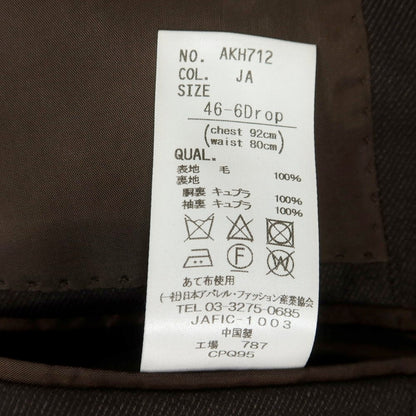 NO. AKH712
COL. JA
SIZE
46-6Drop
(chest 92cm
waist 80cm)
QUAL.
表地 毛 100%
裏地
胴裏 キュプラ 100%
袖裏 キュプラ 100%
F W
あて布使用
(一社)日本アパレル・ファッション産業協会
TEL 03-3275-0685
JAFIC-1003
中国製
工場 787
CPQ95